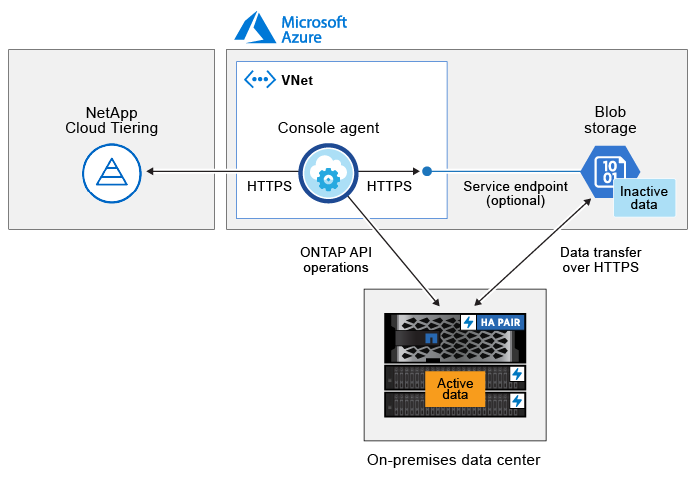 Microsoft
Azure
NetApp
Cloud Tiering
VNet
Console agent
Blob
storage
HTTPS
HTTPS
Service endpoint
(optional)
10
01
Inactive
data
ONTAP API
operations
Data transfer
over HTTPS
HA PAIR
Active
data
On-premises data center